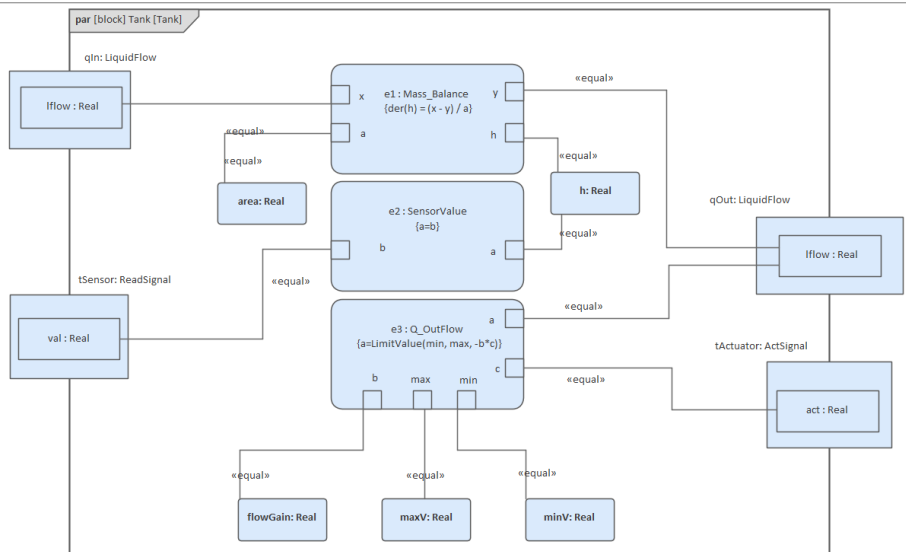 par [block] Tank [Tank]
qIn: LiquidFlow
lflow : Real
e1 : Mass_Balance
{der(h) = (x - y) / a}
x
y
a
h
«equal»
«equal»
«equal»
«equal»
area: Real
h: Real
«equal»
e2 : SensorValue
{a=b}
b
a
qOut: LiquidFlow
lflow : Real
tSensor: ReadSignal
val : Real
«equal»
e3 : Q_OutFlow
{a=LimitValue(min, max, -b*c)}
a
c
b
max
min
«equal»
«equal»
tActuator: ActSignal
act : Real
«equal»
«equal»
«equal»
flowGain: Real
maxV: Real
minV: Real